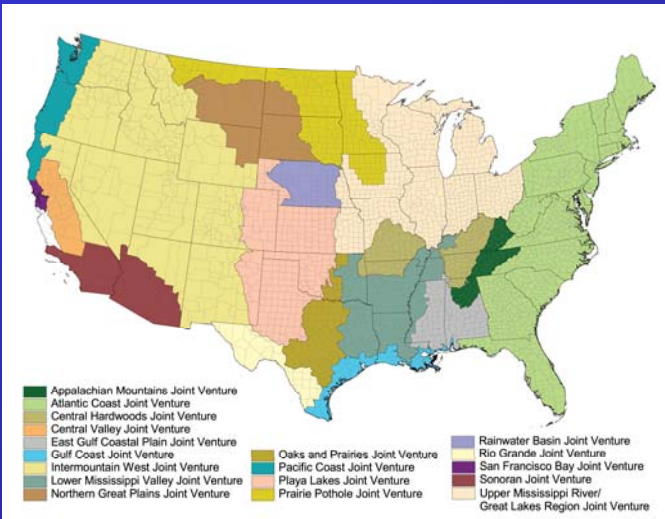 Appalachian Mountains Joint Venture
Atlantic Coast Joint Venture
Central Hardwoods Joint Venture
Central Valley Joint Venture
East Gulf Coastal Plain Joint Venture
Gulf Coast Joint Venture
Intermountain West Joint Venture
Lower Mississippi Valley Joint Venture
Northern Great Plains Joint Venture
Oaks and Prairies Joint Venture
Pacific Coast Joint Venture
Playa Lakes Joint Venture
Prairie Pothole Joint Venture
Rainwater Basin Joint Venture
Rio Grande Joint Venture
San Francisco Bay Joint Venture
Sonoran Joint Venture
Upper Mississippi River/
Great Lakes Region Joint Venture